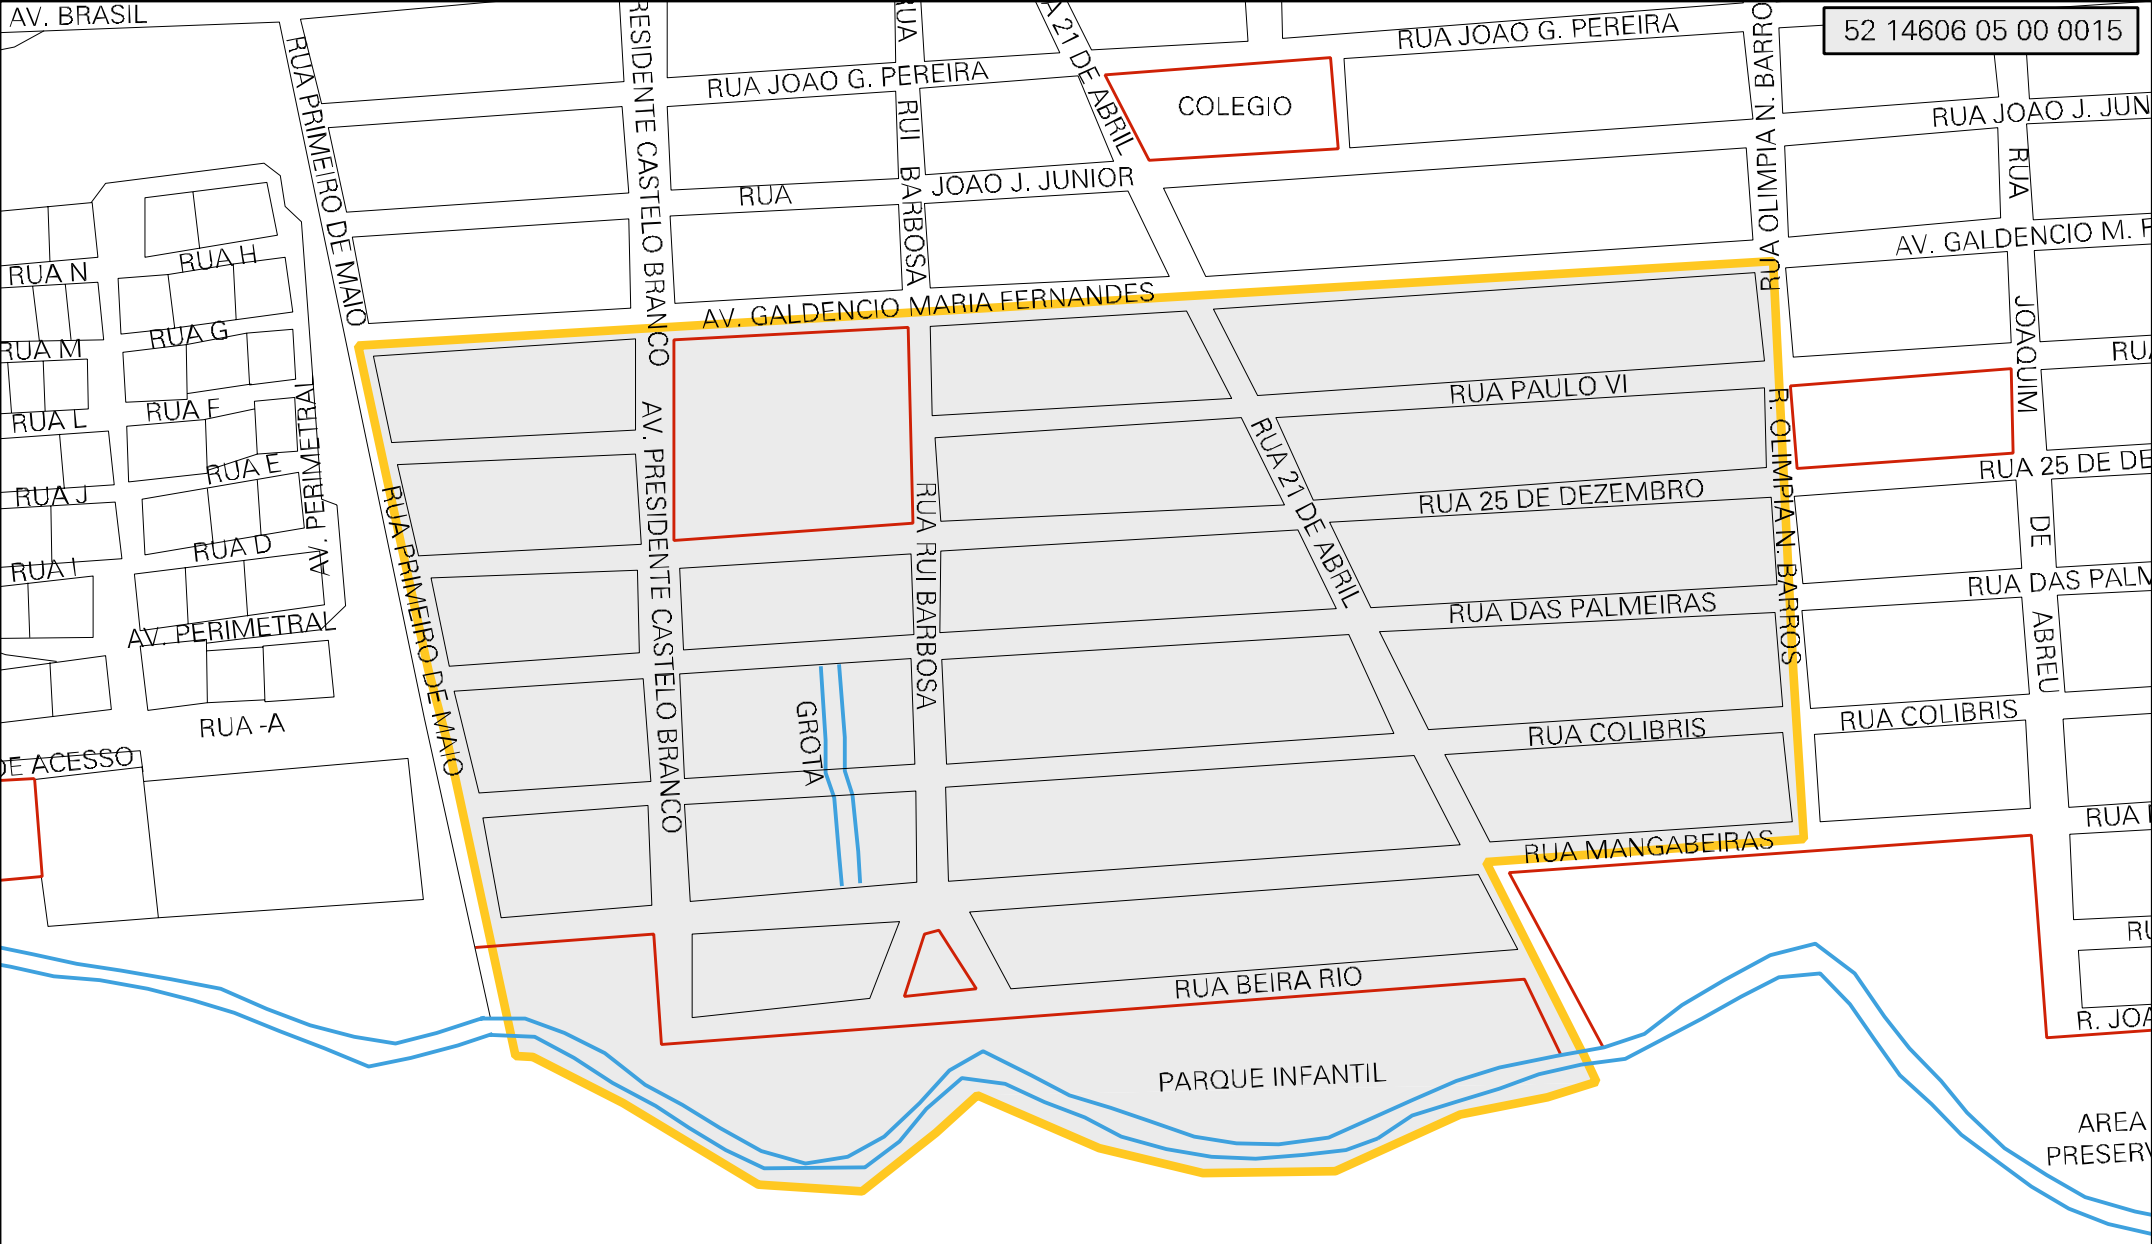 AV. BRASIL
52 14606 05 00 0015
RUA JOAO G. PEREIRA
RUA JOAO G. PEREIRA
RUA PRIMEIRO DE MAIO
RESIDENTE CASTELO BRANCO
RUA RUI BARBOSA
A 21 DE ABRIL
COLEGIO
RUA OLIMPIA N. BARRO
RUA JOAO J. JUN
RUA JOAO J. JUNIOR
RUA JOAQUIM DE ABREU
AV. GALDENCIO M. F
RUA H
RUA N
AV. GALDENCIO MARIA FERNANDES
RUA G
RUA M
RUA
RUA F
RUA L
RUA PAULO VI
AV. PERIMETRAL
AV. PRESIDENTE CASTELO BRANCO
RUA 21 DE ABRIL
R. OLIMPIA N. BARROS
RUA E
RUA J
RUA 25 DE DEZEMBRO
RUA 25 DE DE
RUA PRIMEIRO DE MAIO
RUA RUI BARBOSA
RUA D
RUA I
RUA DAS PALMEIRAS
RUA DAS PALM
AV. PERIMETRAL
RUA -A
GROTA
RUA COLIBRIS
RUA COLIBRIS
DE ACESSO
RUA
RUA MANGABEIRAS
RU
RUA BEIRA RIO
R. JOA
PARQUE INFANTIL
AREA
PRESERV